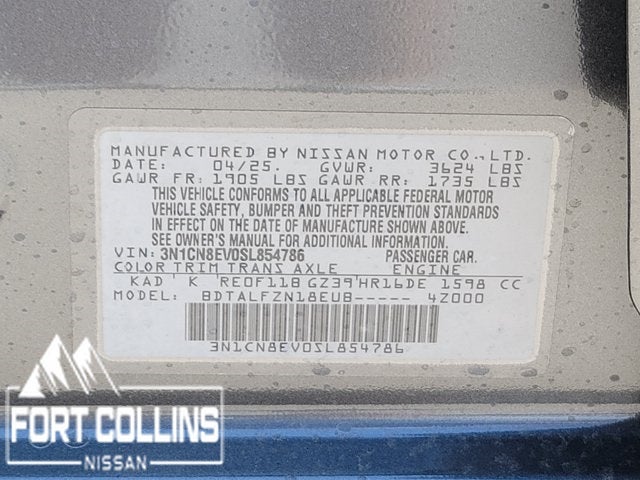 MANUFACTURED BY NISSAN MOTOR CO., LTD.
DATE: 04/25. GVWR: 3624 LBS
GAWR FR: 1905 LBS GAWR RR: 1735 LBS
THIS VEHICLE CONFORMS TO ALL APPLICABLE FEDERAL MOTOR
VEHICLE SAFETY, BUMPER AND THEFT PREVENTION STANDARDS
IN EFFECT ON THE DATE OF MANUFACTURE SHOWN ABOVE.
SEE OWNER'S MANUAL FOR ADDITIONAL INFORMATION.
VIN: 3N1CN8EV0SL854786 PASSENGER CAR.
COLOR TRIM TRANS AXLE ENGINE
KAD K RE0F11B GZ39 HR16DE 1598 CC
MODEL: BDTALFZN18EUB----- 4Z000
3N1CN8EV0SL854786
FORT COLLINS
NISSAN